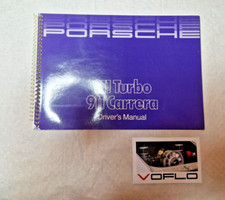 PORSCHE
911 Turbo
911 Carrera
Driver's Manual
VOFLO